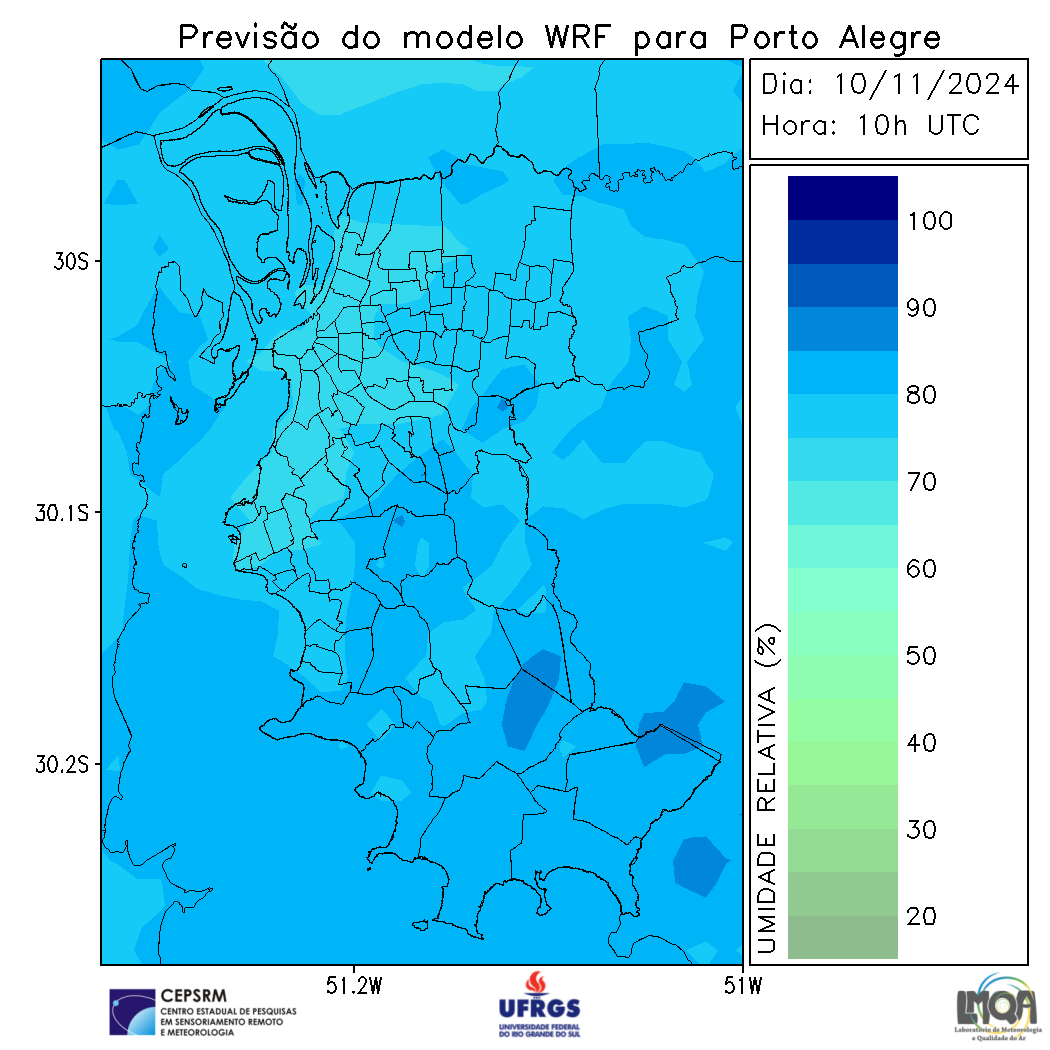 Previsão do modelo WRF para Porto Alegre
Dia: 10/11/2024
Hora: 10h UTC
30S
30.1S
30.2S
51.2W
51W
100
90
80
70
60
50
40
30
20
UMIDADE RELATIVA (%)
CEPSRM
CENTRO ESTADUAL DE PESQUISAS
EM SENSORIAMENTO REMOTO
E METEOROLOGIA
UFRGS
UNIVERSIDADE FEDERAL
DO RIO GRANDE DO SUL
LMQA
Laboratório de Meteorologia
e Qualidade do Ar